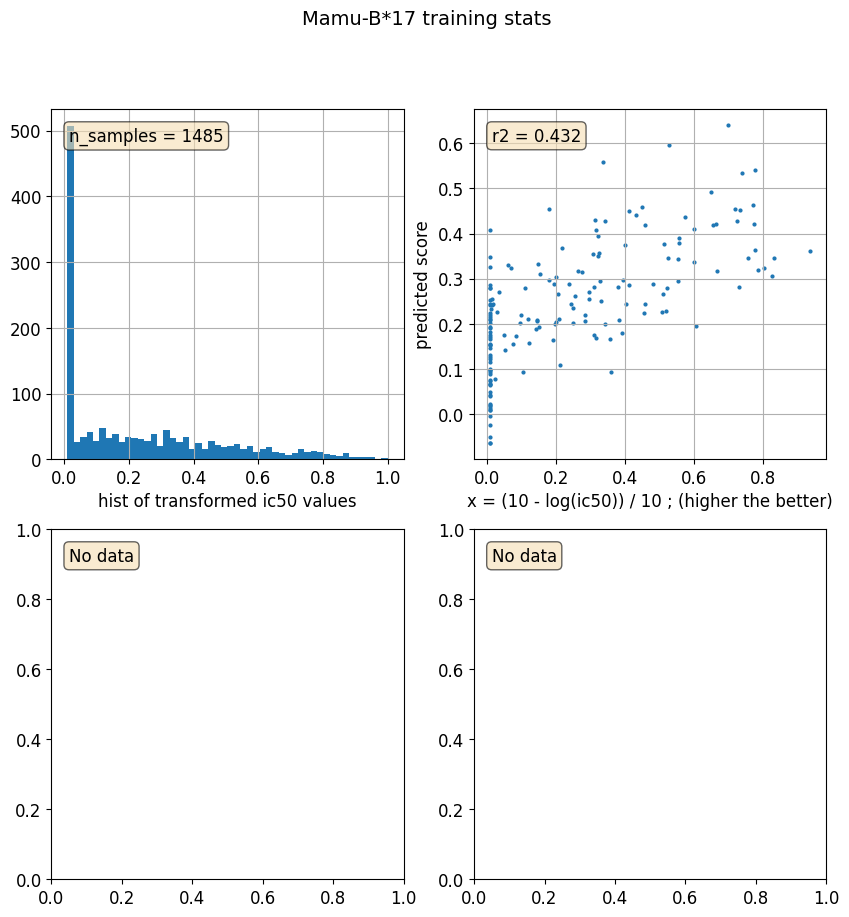 Mamu-B*17 training stats
n_samples = 1485
500
400
300
200
100
0
0.0 0.2 0.4 0.6 0.8 1.0
hist of transformed ic50 values
r2 = 0.432
predicted score
0.6
0.5
0.4
0.3
0.2
0.1
0.0
0.0 0.2 0.4 0.6 0.8
x = (10 - log(ic50)) / 10 ; (higher the better)
No data
1.0
0.8
0.6
0.4
0.2
0.0
0.0 0.2 0.4 0.6 0.8 1.0
No data
1.0
0.8
0.6
0.4
0.2
0.0
0.0 0.2 0.4 0.6 0.8 1.0